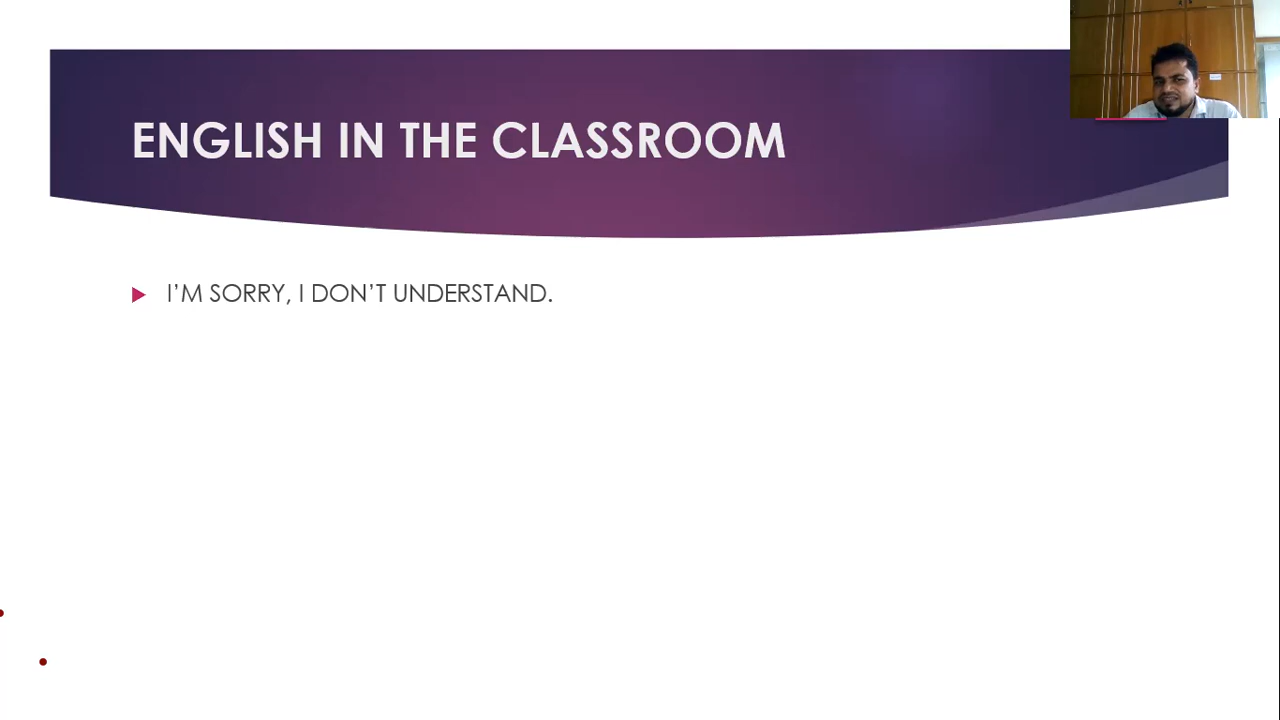 ENGLISH IN THE CLASSROOM
I’M SORRY, I DON’T UNDERSTAND.